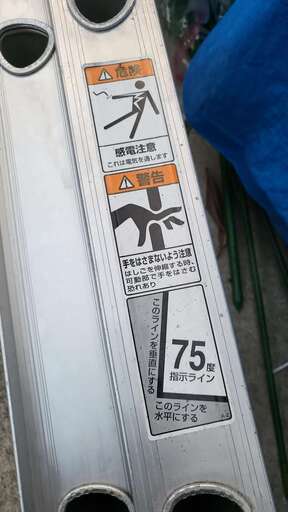 危険
感電注意
これは電気を通します
警告
手をはさまないよう注意
はしごを伸縮する時、
可動部で手をはさむ
恐れあり
このラインを垂直にする
75度
指示ライン
このラインを
水平にする